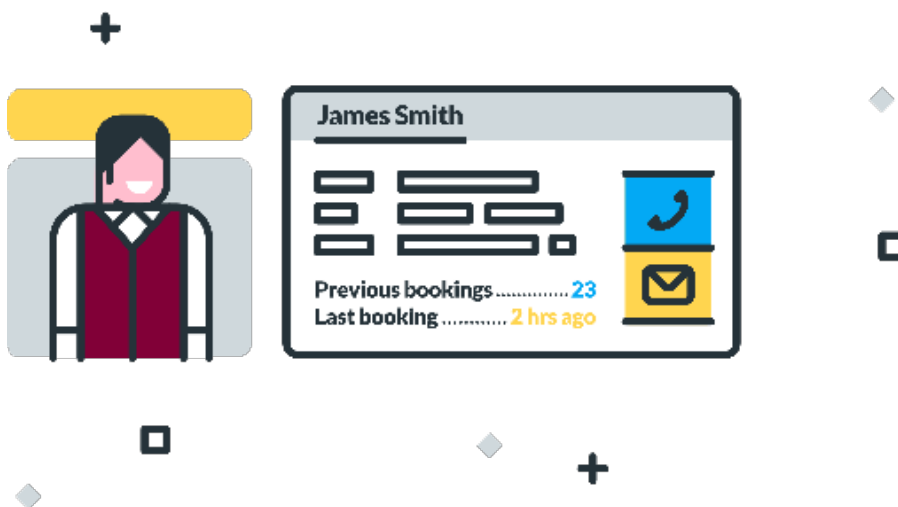 James Smith
Previous bookings ............. 23
Last booking ........... 2 hrs ago